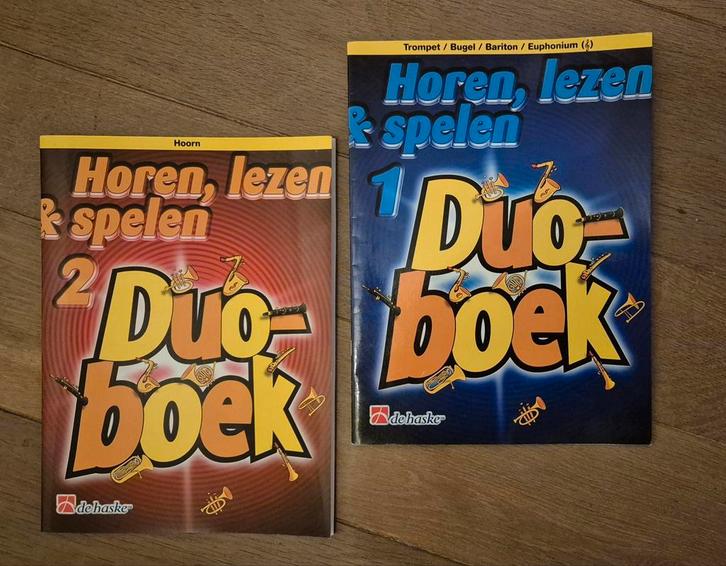 Hoorn
Horen, lezen
& spelen
2
Duo-
boek
de haske
Trompet / Bugel / Bariton / Euphonium (𝄞)
Horen, lezen
& spelen
1
Duo-
boek
de haske